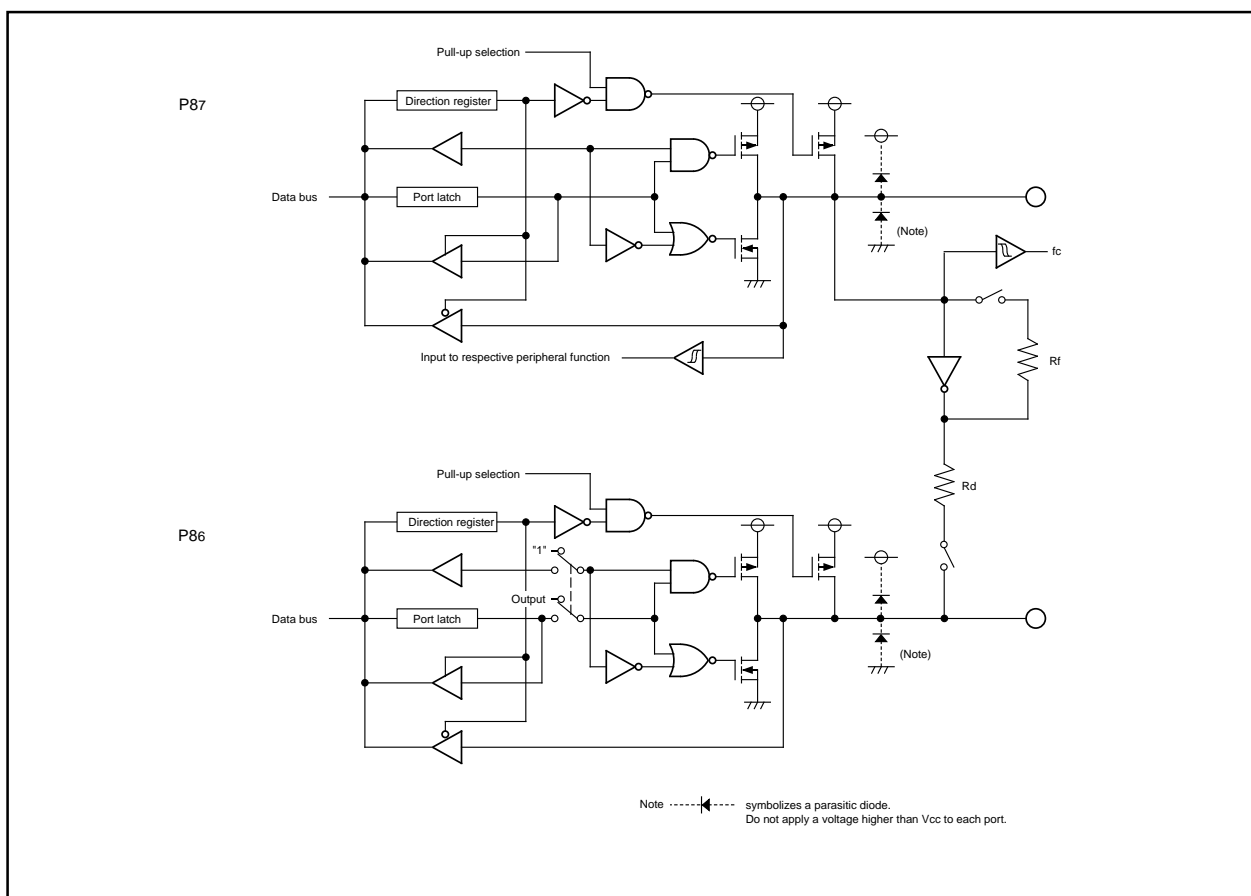 Pull-up selection
P87
Direction register
Data bus
Port latch
(Note)
fc
Input to respective peripheral function
Rf
Pull-up selection
Rd
Direction register
P86
"1"
Output
Data bus
Port latch
(Note)
Note symbolizes a parasitic diode.
Do not apply a voltage higher than Vcc to each port.